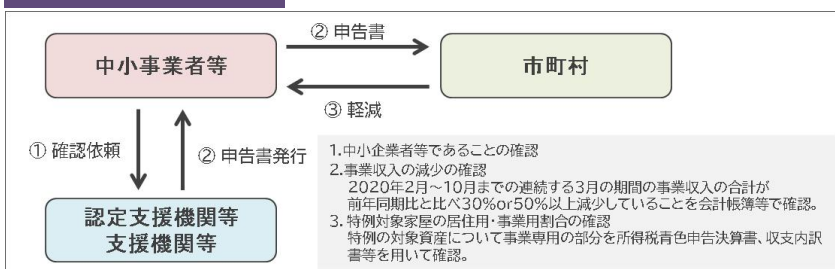 ② 申告書
中小事業者等
市町村
③ 軽減
① 確認依頼
② 申告書発行
認定支援機関等
支援機関等
1.中小企業者等であることの確認
2.事業収入の減少の確認
2020年2月～10月までの連続する3月の期間の事業収入の合計が
前年同期比と比べ30%or50%以上減少していることを会計帳簿等で確認。
3. 特例対象家屋の居住用・事業用割合の確認
特例の対象資産について事業専用の部分を所得税青色申告決算書、収支内訳
書等を用いて確認。